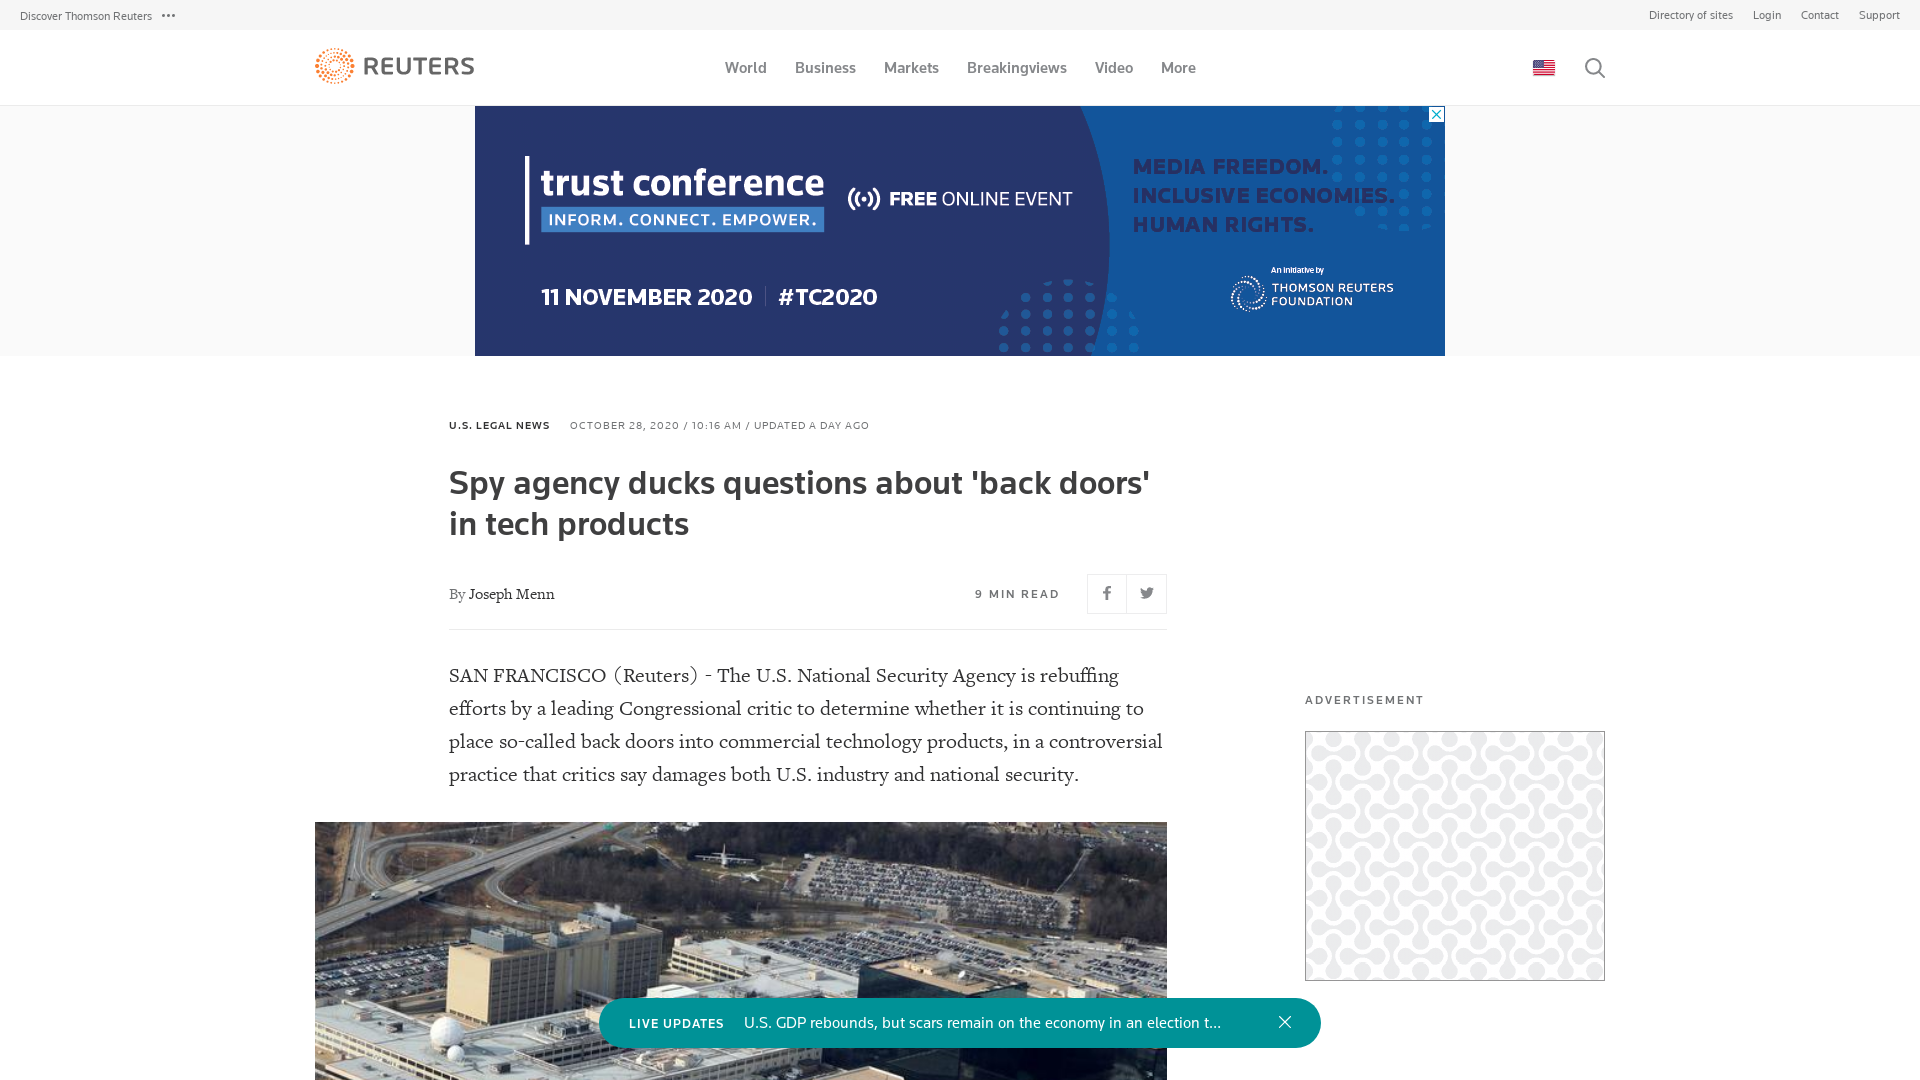 Discover Thomson Reuters
Directory of sites Login Contact Support
REUTERS
World Business Markets Breakingviews Video More
trust conference
INFORM. CONNECT. EMPOWER.
FREE ONLINE EVENT
11 NOVEMBER 2020 #TC2020
MEDIA FREEDOM.
INCLUSIVE ECONOMIES.
HUMAN RIGHTS.
An initiative by
THOMSON REUTERS
FOUNDATION
U.S. LEGAL NEWS OCTOBER 28, 2020 / 10:16 AM / UPDATED A DAY AGO
Spy agency ducks questions about 'back doors'
in tech products
By Joseph Menn
9 MIN READ
SAN FRANCISCO (Reuters) - The U.S. National Security Agency is rebuffing
efforts by a leading Congressional critic to determine whether it is continuing to
place so-called back doors into commercial technology products, in a controversial
practice that critics say damages both U.S. industry and national security.
ADVERTISEMENT
LIVE UPDATES U.S. GDP rebounds, but scars remain on the economy in an election t...